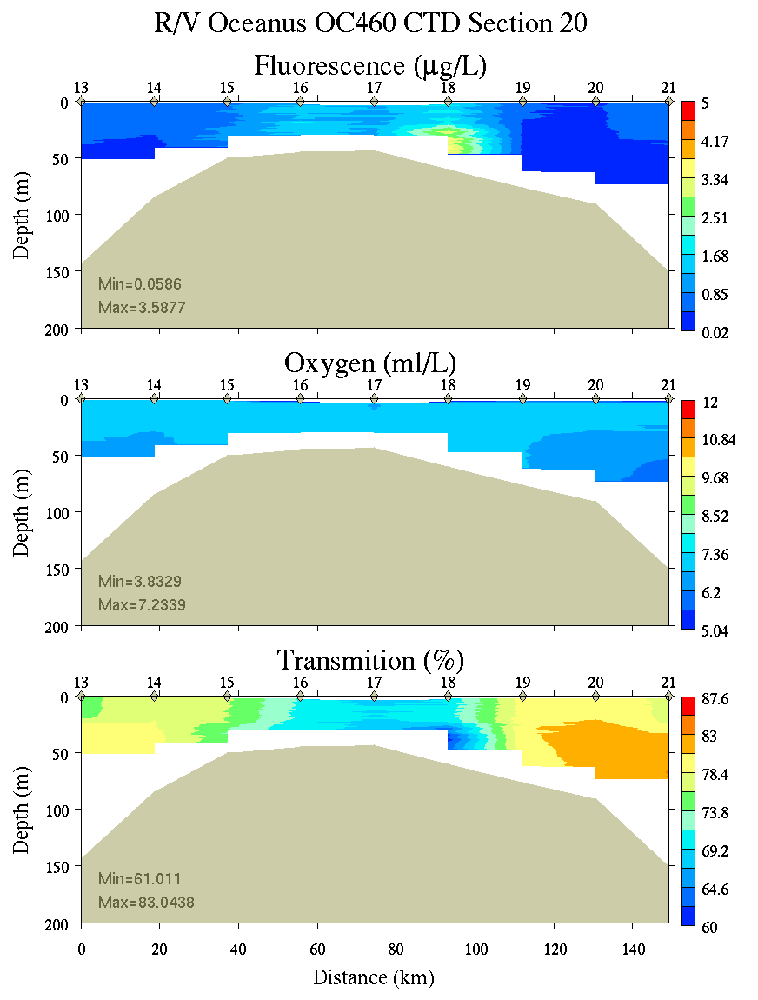 R/V Oceanus OC460 CTD Section 20
Fluorescence (μg/L)
13 14 15 16 17 18 19 20 21
0
50
100
150
200
Depth (m)
Min=0.0586
Max=3.5877
5
4.17
3.34
2.51
1.68
0.85
0.02
Oxygen (ml/L)
13 14 15 16 17 18 19 20 21
0
50
100
150
200
Depth (m)
Min=3.8329
Max=7.2339
12
10.84
9.68
8.52
7.36
6.2
5.04
Transmition (%)
13 14 15 16 17 18 19 20 21
0
50
100
150
200
Depth (m)
Min=61.011
Max=83.0438
87.6
83
78.4
73.8
69.2
64.6
60
0 20 40 60 80 100 120 140
Distance (km)